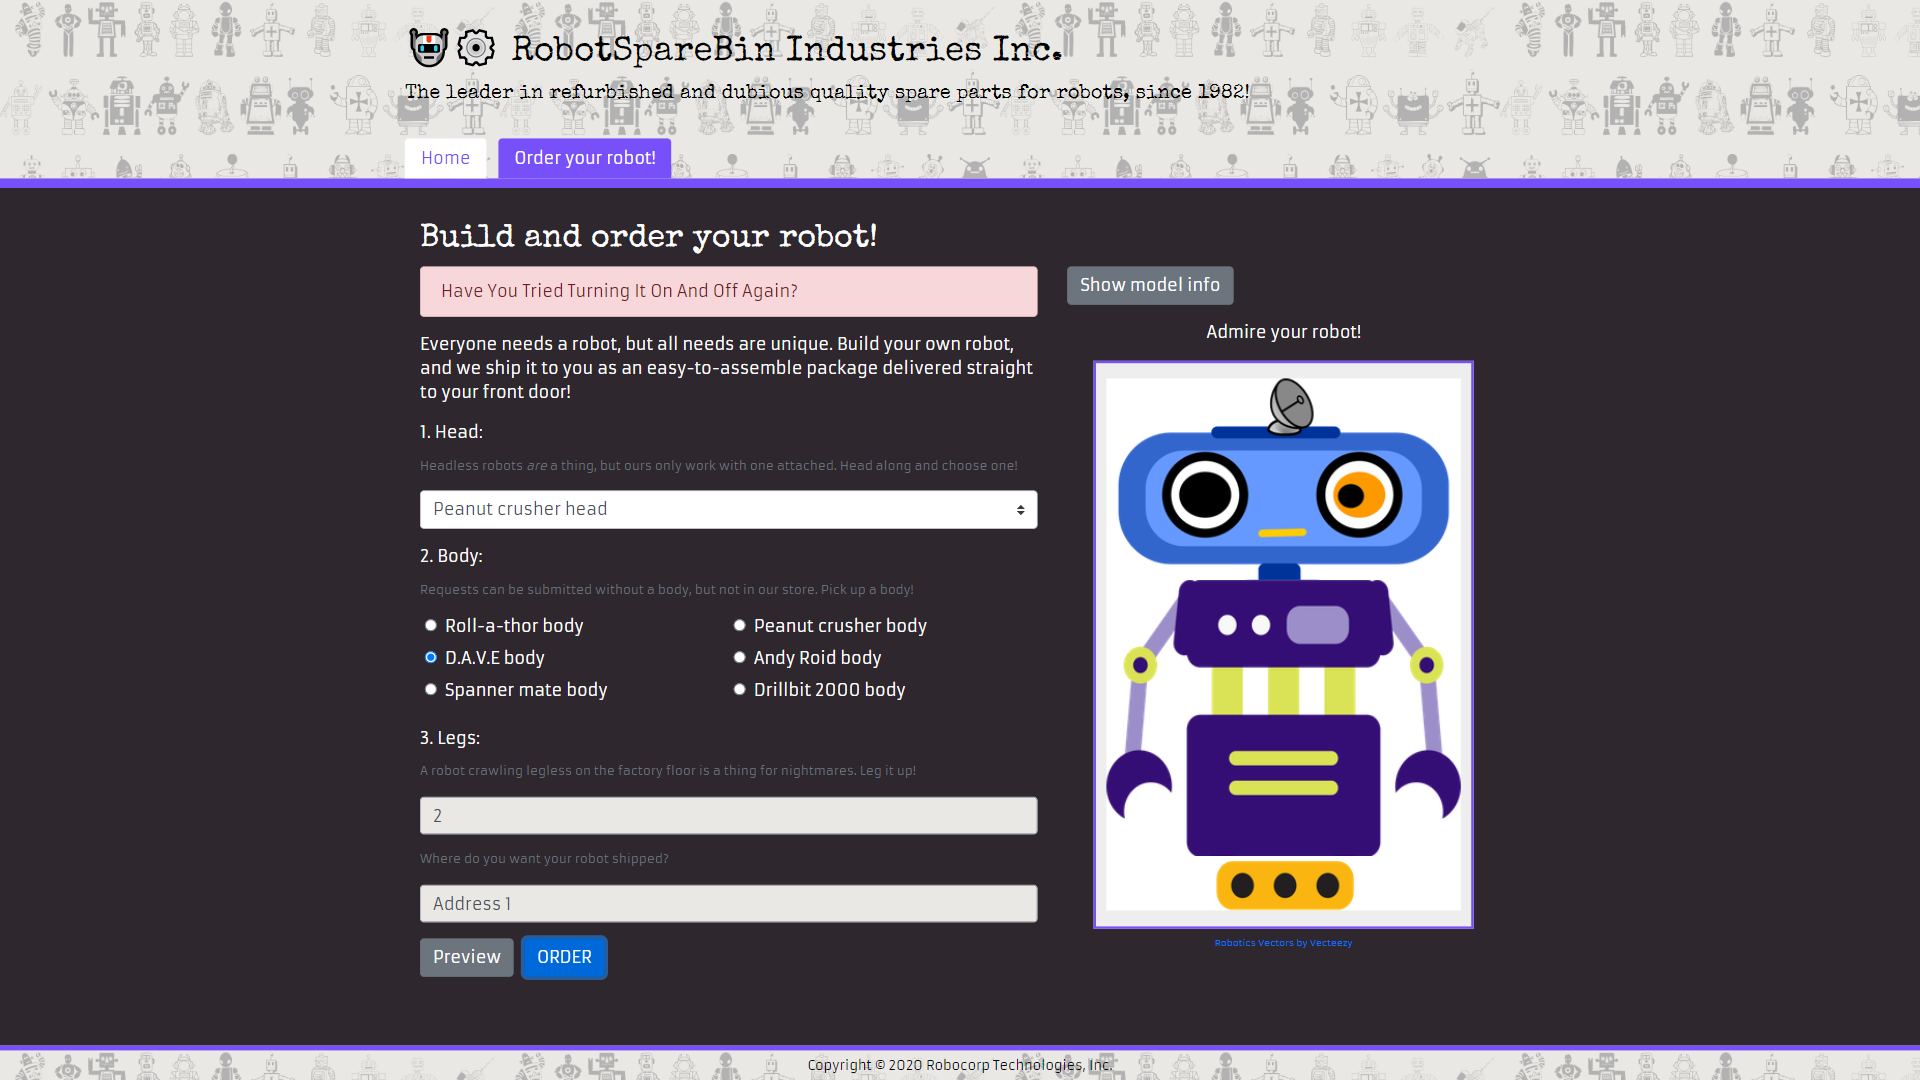 RobotSpareBin Industries Inc.
The leader in refurbished and dubious quality spare parts for robots, since 1982!
Home
Order your robot!
Build and order your robot!
Have You Tried Turning It On And Off Again?
Everyone needs a robot, but all needs are unique. Build your own robot,
and we ship it to you as an easy-to-assemble package delivered straight
to your front door!
1. Head:
Headless robots are a thing, but ours only work with one attached. Head along and choose one!
Peanut crusher head
2. Body:
Requests can be submitted without a body, but not in our store. Pick up a body!
Roll-a-thor body
Peanut crusher body
D.A.V.E body
Andy Roid body
Spanner mate body
Drillbit 2000 body
3. Legs:
A robot crawling legless on the factory floor is a thing for nightmares. Leg it up!
2
Where do you want your robot shipped?
Address 1
Preview
ORDER
Show model info
Admire your robot!
Robotics Vectors by Vecteezy
Copyright © 2020 Robocorp Technologies, Inc.